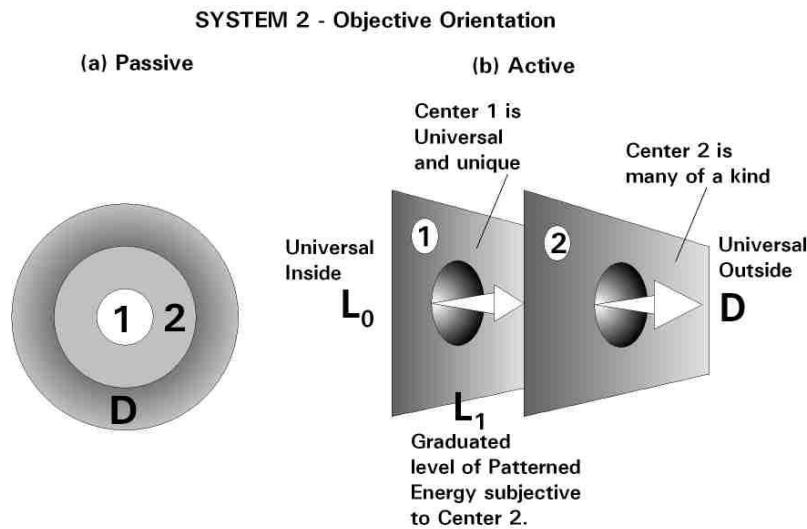 SYSTEM 2 - Objective Orientation
(a) Passive
(b) Active
Center 1 is
Universal
and unique
Center 2 is
many of a kind
1
2
D
Universal
Inside
L0
1
2
Universal
Outside
D
L1
Graduated
level of Patterned
Energy subjective
to Center 2.